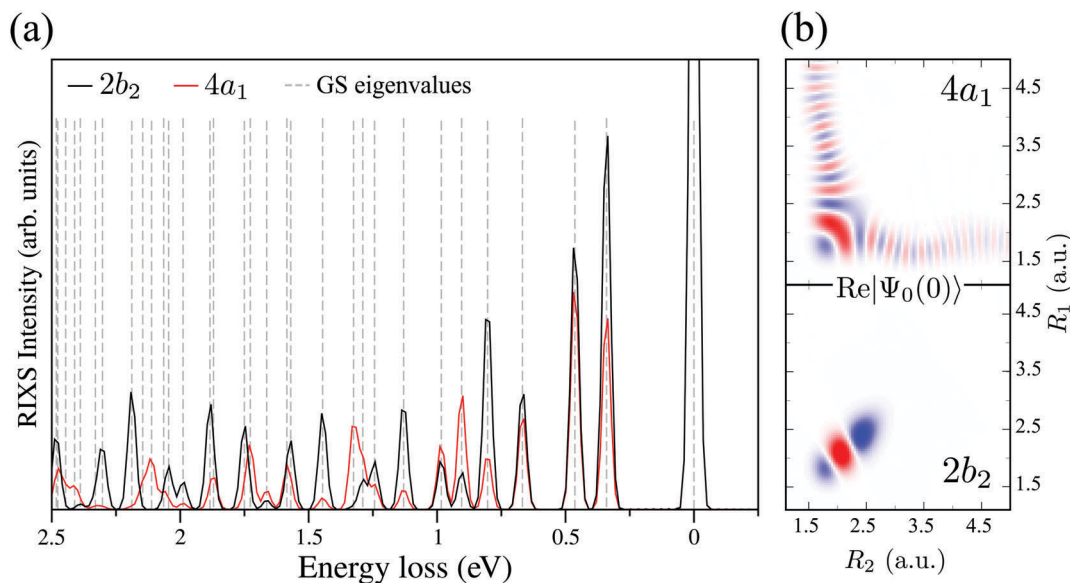 (a)
2b₂ 4a₁ GS eigenvalues
RIXS Intensity (arb. units)
2.5 2 1.5 1 0.5 0
Energy loss (eV)
(b)
4a₁
4.5
3.5
2.5
1.5
Re|Ψ₀(0)⟩
R₁ (a.u.)
4.5
3.5
2.5
1.5
2b₂
1.5 2.5 3.5 4.5
R₂ (a.u.)